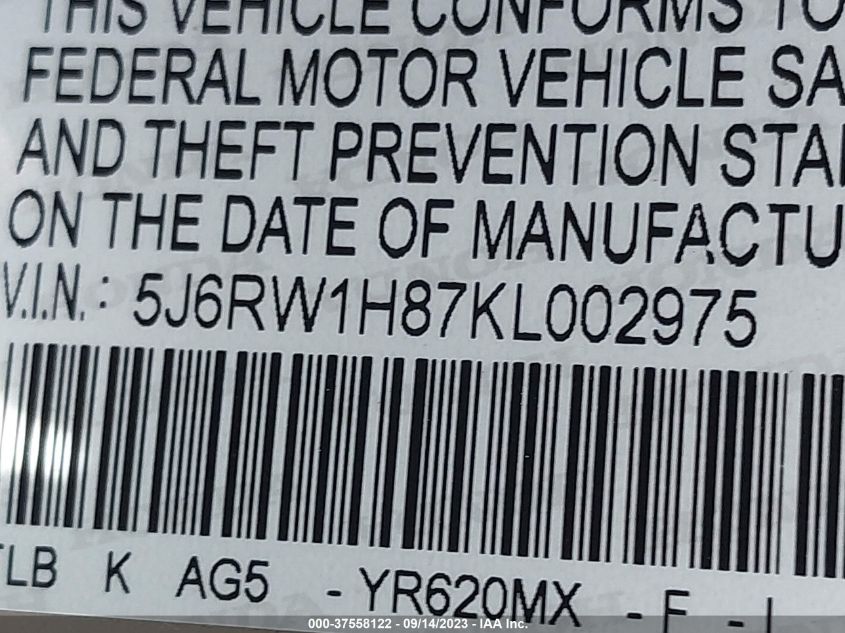 THIS VEHICLE CONFORMS TO
FEDERAL MOTOR VEHICLE SA
AND THEFT PREVENTION STA
ON THE DATE OF MANUFACTU
V.I.N.: 5J6RW1H87KL002975
TLB K AG5 - YR620MX - E - I
000-37558122 - 09/14/2023 - IAA Inc.